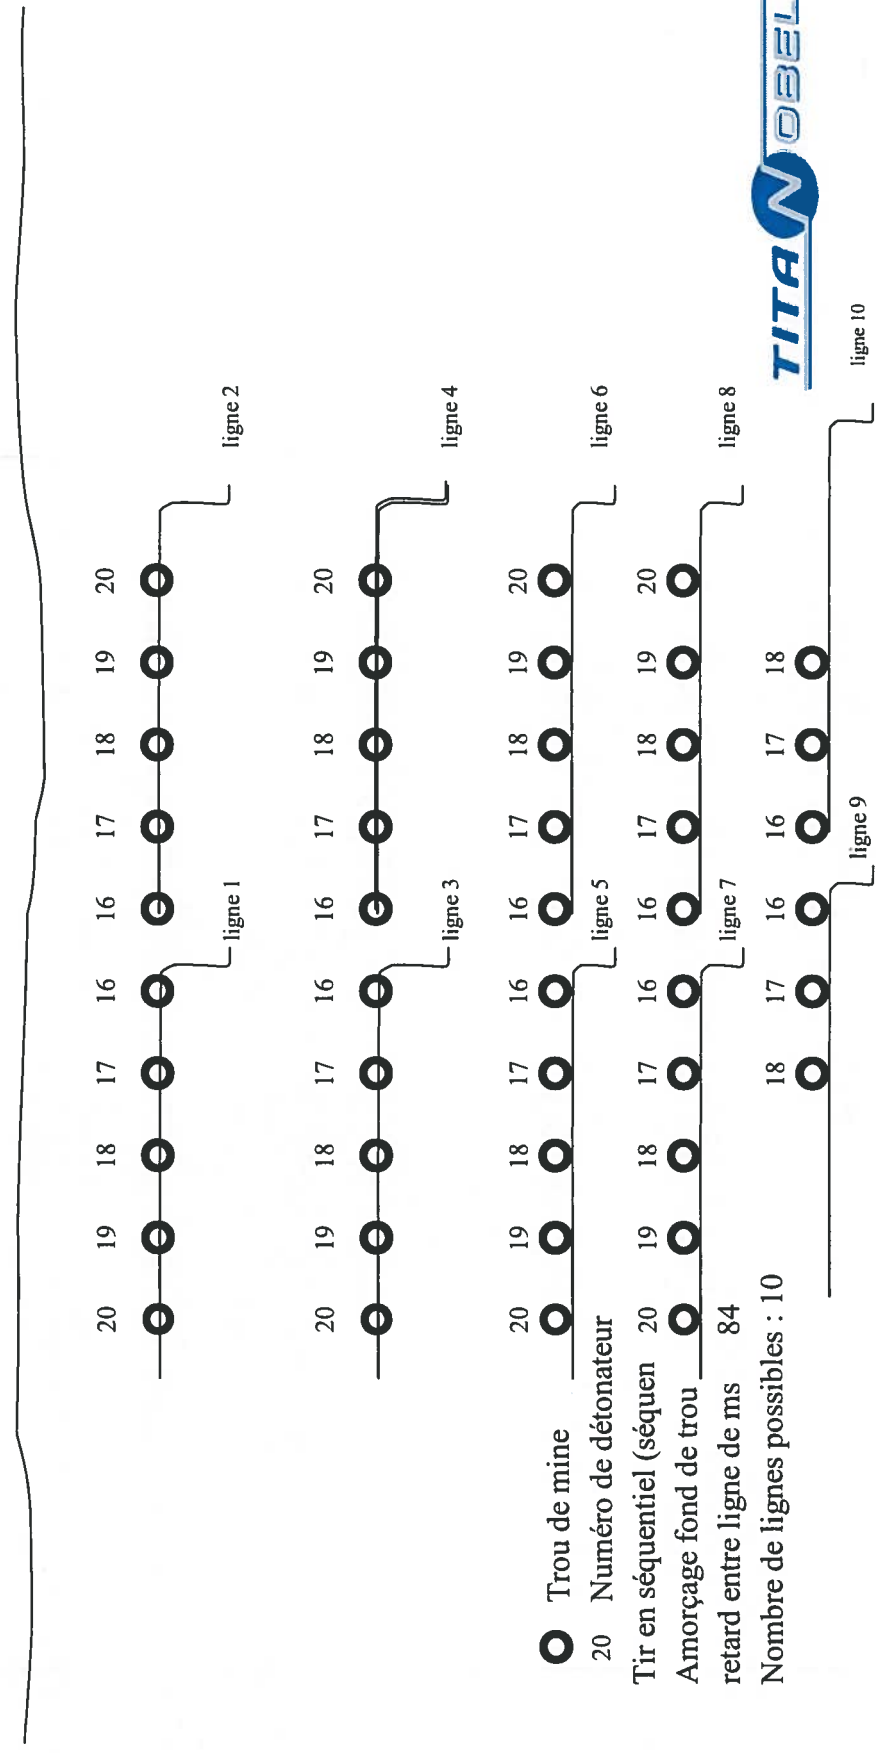 20 19 18 17 16 16 17 18 19 20
ligne 1
ligne 2
20 19 18 17 16 16 17 18 19 20
ligne 3
ligne 4
20 19 18 17 16 16 17 18 19 20
ligne 5
ligne 6
20 19 18 17 16 16 17 18 19 20
ligne 7
ligne 8
18 17 16 16 17 18
ligne 9
ligne 10
Trou de mine
20 Numéro de détonateur
Tir en séquentiel (séquen
Amorçage fond de trou
retard entre ligne de ms 84
Nombre de lignes possibles : 10
TITANOBEL